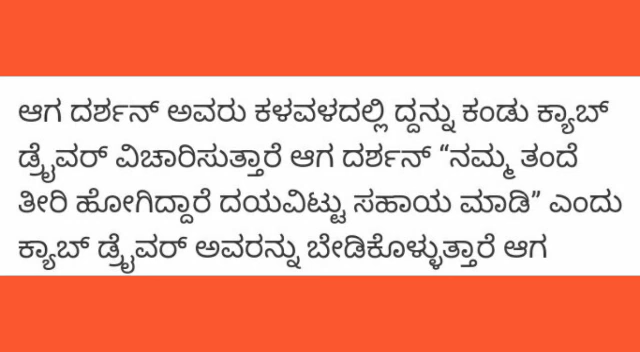 ಆಗ ದರ್ಶನ್ ಅವರು ಕಳವಳದಲ್ಲಿ ದ್ದನ್ನು ಕಂಡು ಕ್ಯಾಬ್
ಡ್ರೈವರ್ ವಿಚಾರಿಸುತ್ತಾರೆ ಆಗ ದರ್ಶನ್ “ನಮ್ಮ ತಂದೆ
ತೀರಿ ಹೋಗಿದ್ದಾರೆ ದಯವಿಟ್ಟು ಸಹಾಯ ಮಾಡಿ” ಎಂದು
ಕ್ಯಾಬ್ ಡ್ರೈವರ್ ಅವರನ್ನು ಬೇಡಿಕೊಳ್ಳುತ್ತಾರೆ ಆಗ